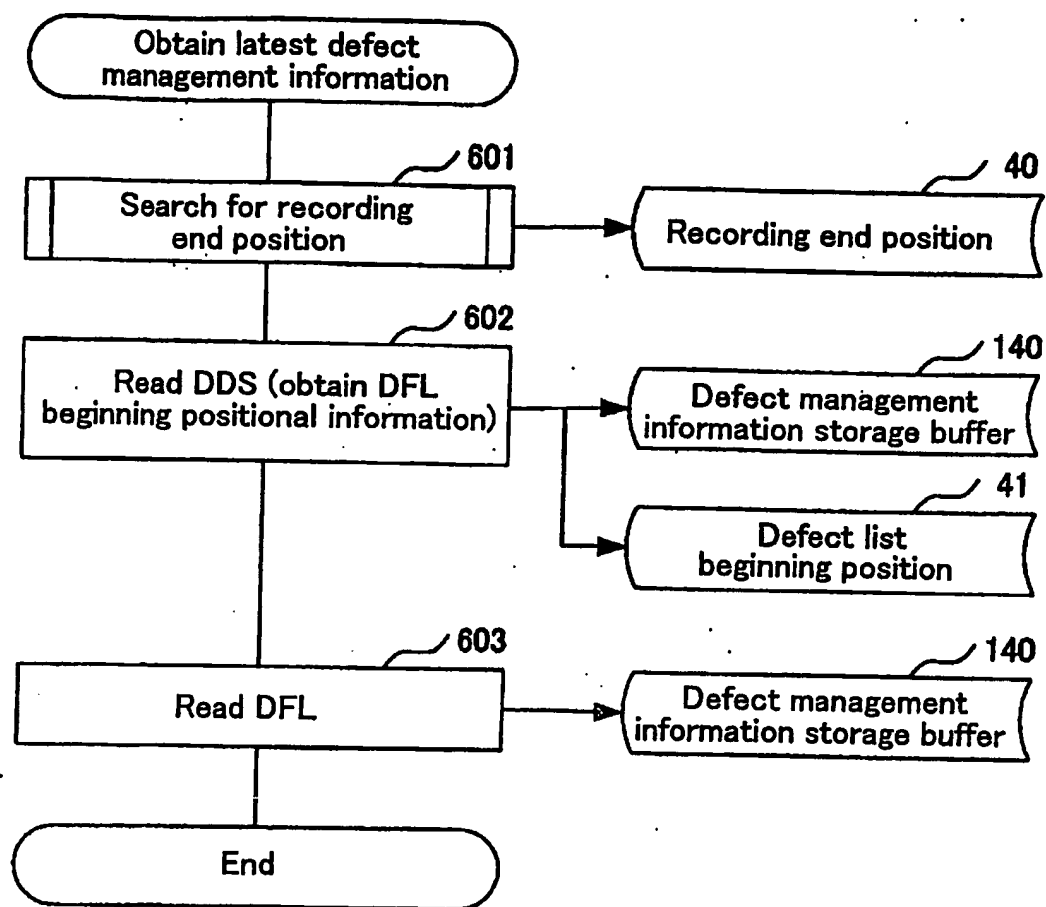 Obtain latest defect
management information
601
Search for recording
end position
40
Recording end position
602
Read DDS (obtain DFL
beginning positional information)
140
Defect management
information storage buffer
41
Defect list
beginning position
603
Read DFL
140
Defect management
information storage buffer
End